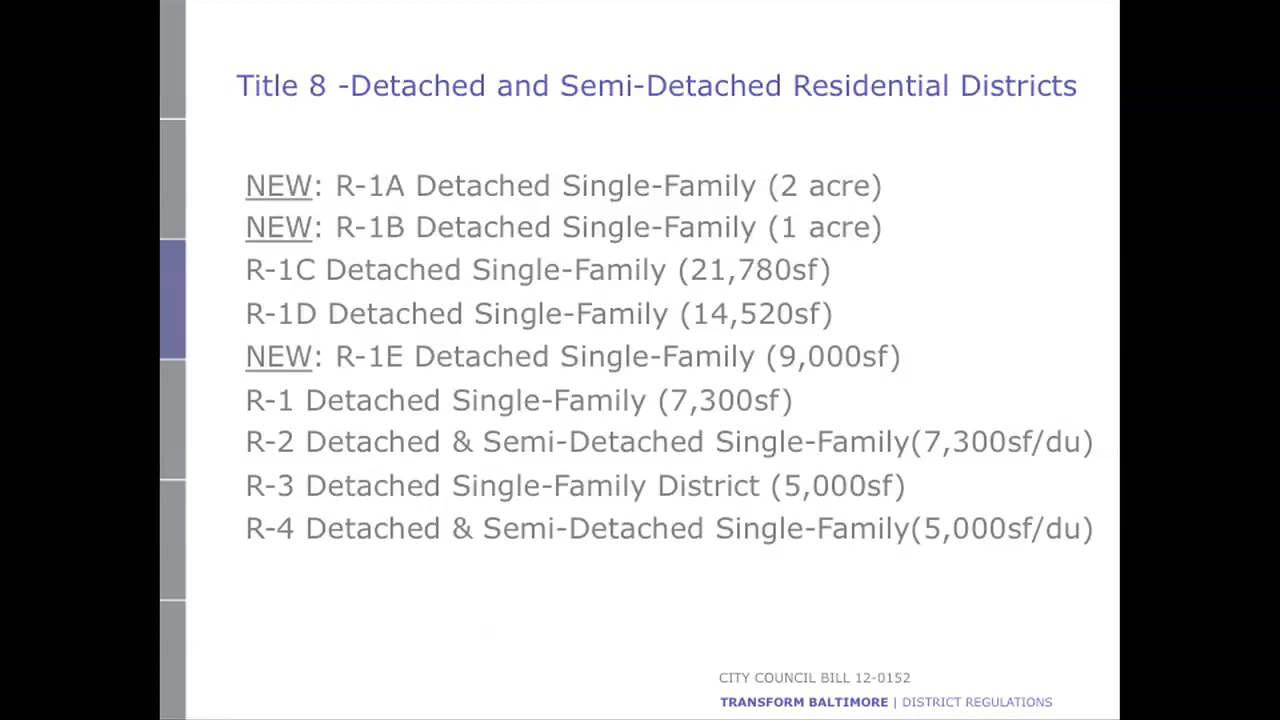 Title 8 -Detached and Semi-Detached Residential Districts
NEW: R-1A Detached Single-Family (2 acre)
NEW: R-1B Detached Single-Family (1 acre)
R-1C Detached Single-Family (21,780sf)
R-1D Detached Single-Family (14,520sf)
NEW: R-1E Detached Single-Family (9,000sf)
R-1 Detached Single-Family (7,300sf)
R-2 Detached & Semi-Detached Single-Family(7,300sf/du)
R-3 Detached Single-Family District (5,000sf)
R-4 Detached & Semi-Detached Single-Family(5,000sf/du)
CITY COUNCIL BILL 12-0152
TRANSFORM BALTIMORE | DISTRICT REGULATIONS